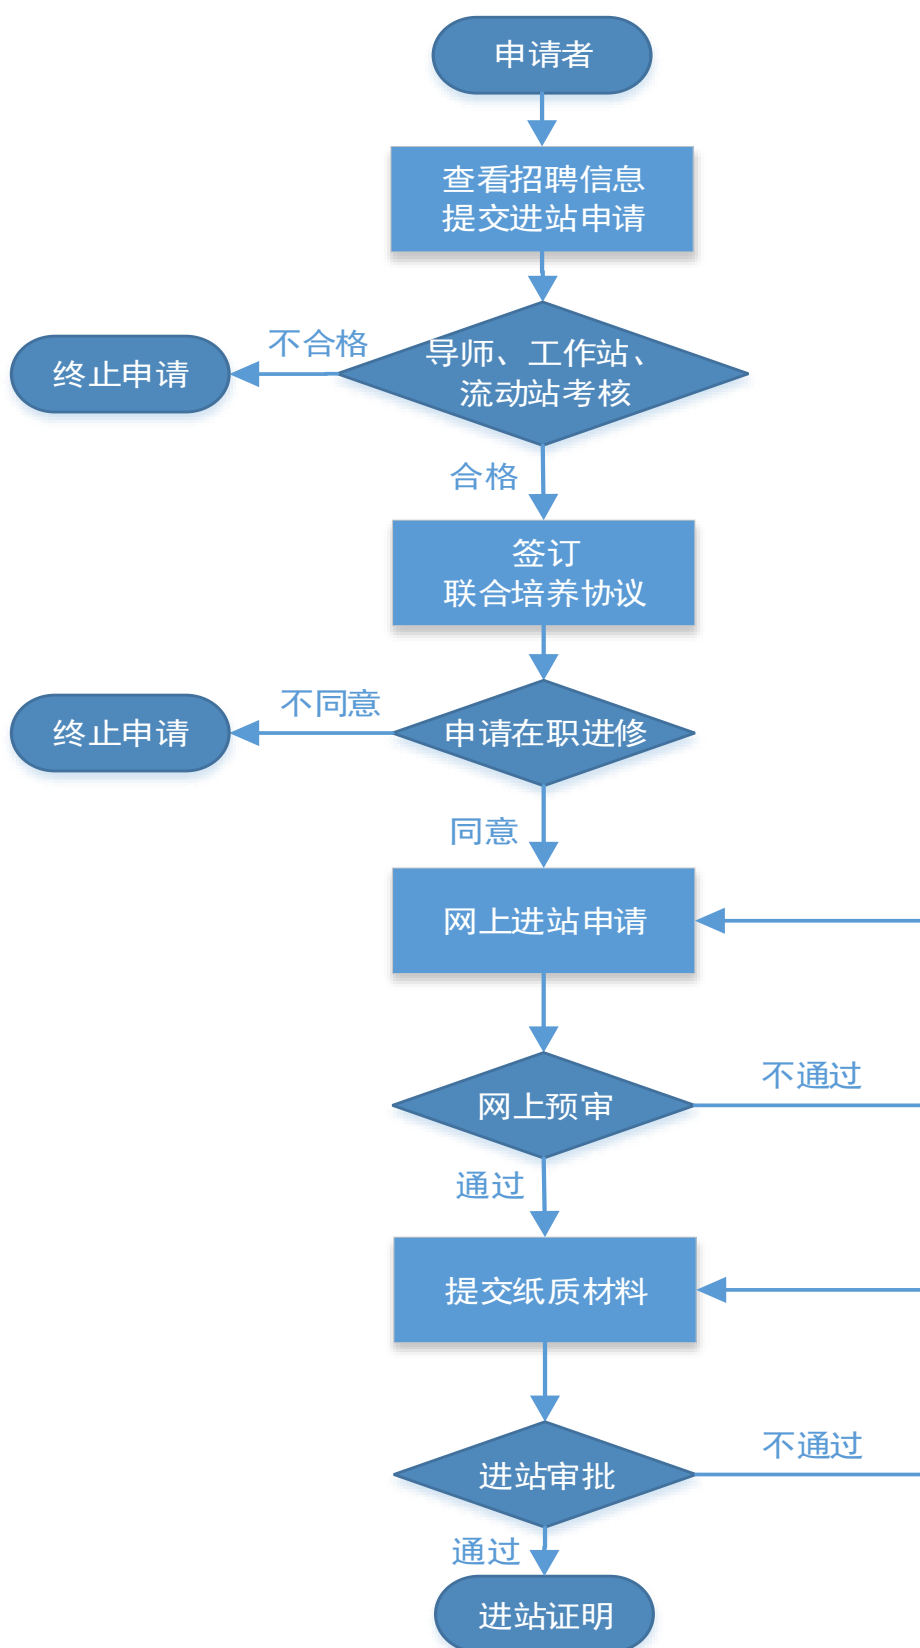 申请者
查看招聘信息
提交进站申请
不合格
导师、工作站、
流动站考核
终止申请
合格
签订
联合培养协议
不同意
终止申请
申请在职进修
同意
网上进站申请
不通过
网上预审
通过
提交纸质材料
不通过
进站审批
通过
进站证明